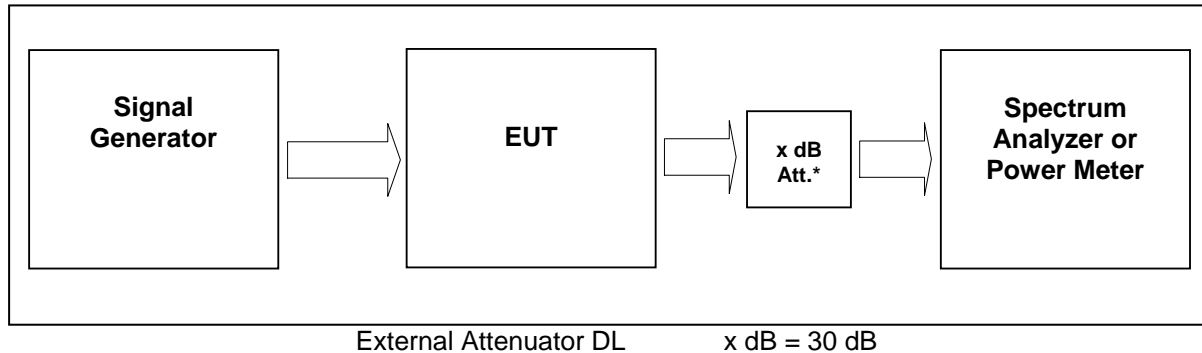 Signal
Generator
EUT
x dB
Att.*
Spectrum
Analyzer or
Power Meter
External Attenuator DL x dB = 30 dB